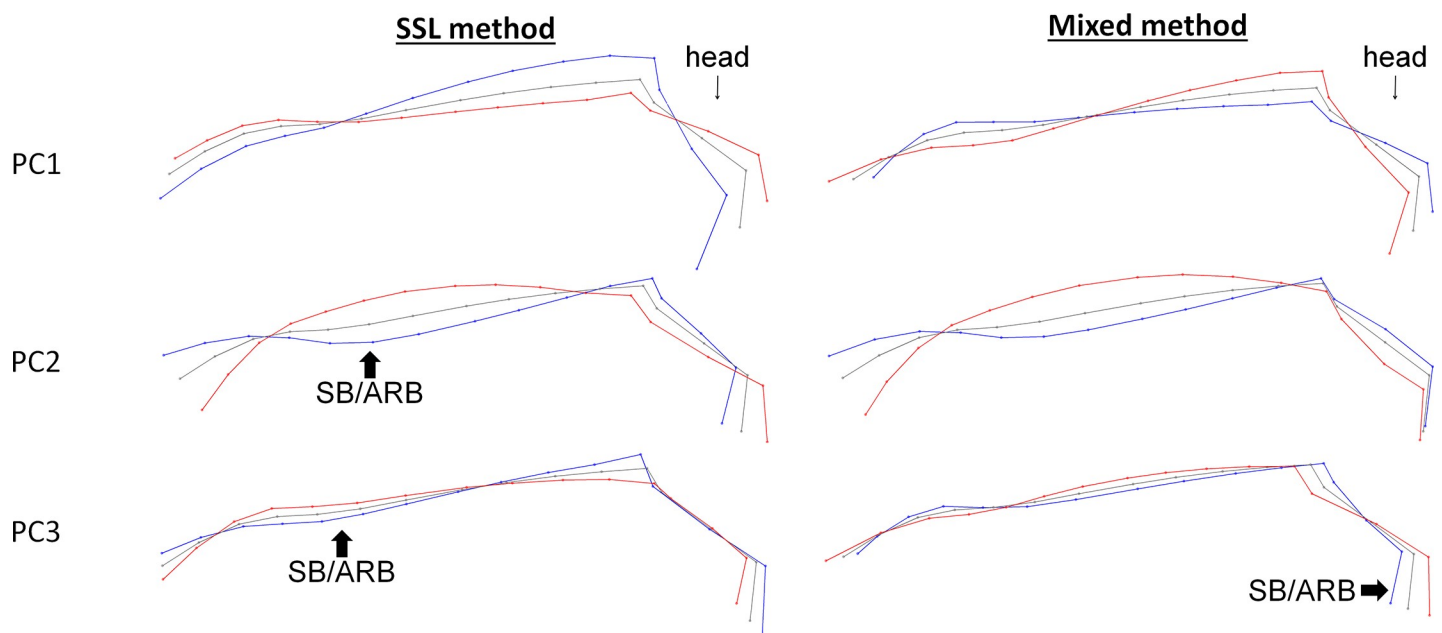 SSL method
Mixed method
head
head
PC1
PC2
SB/ARB
PC3
SB/ARB
SB/ARB